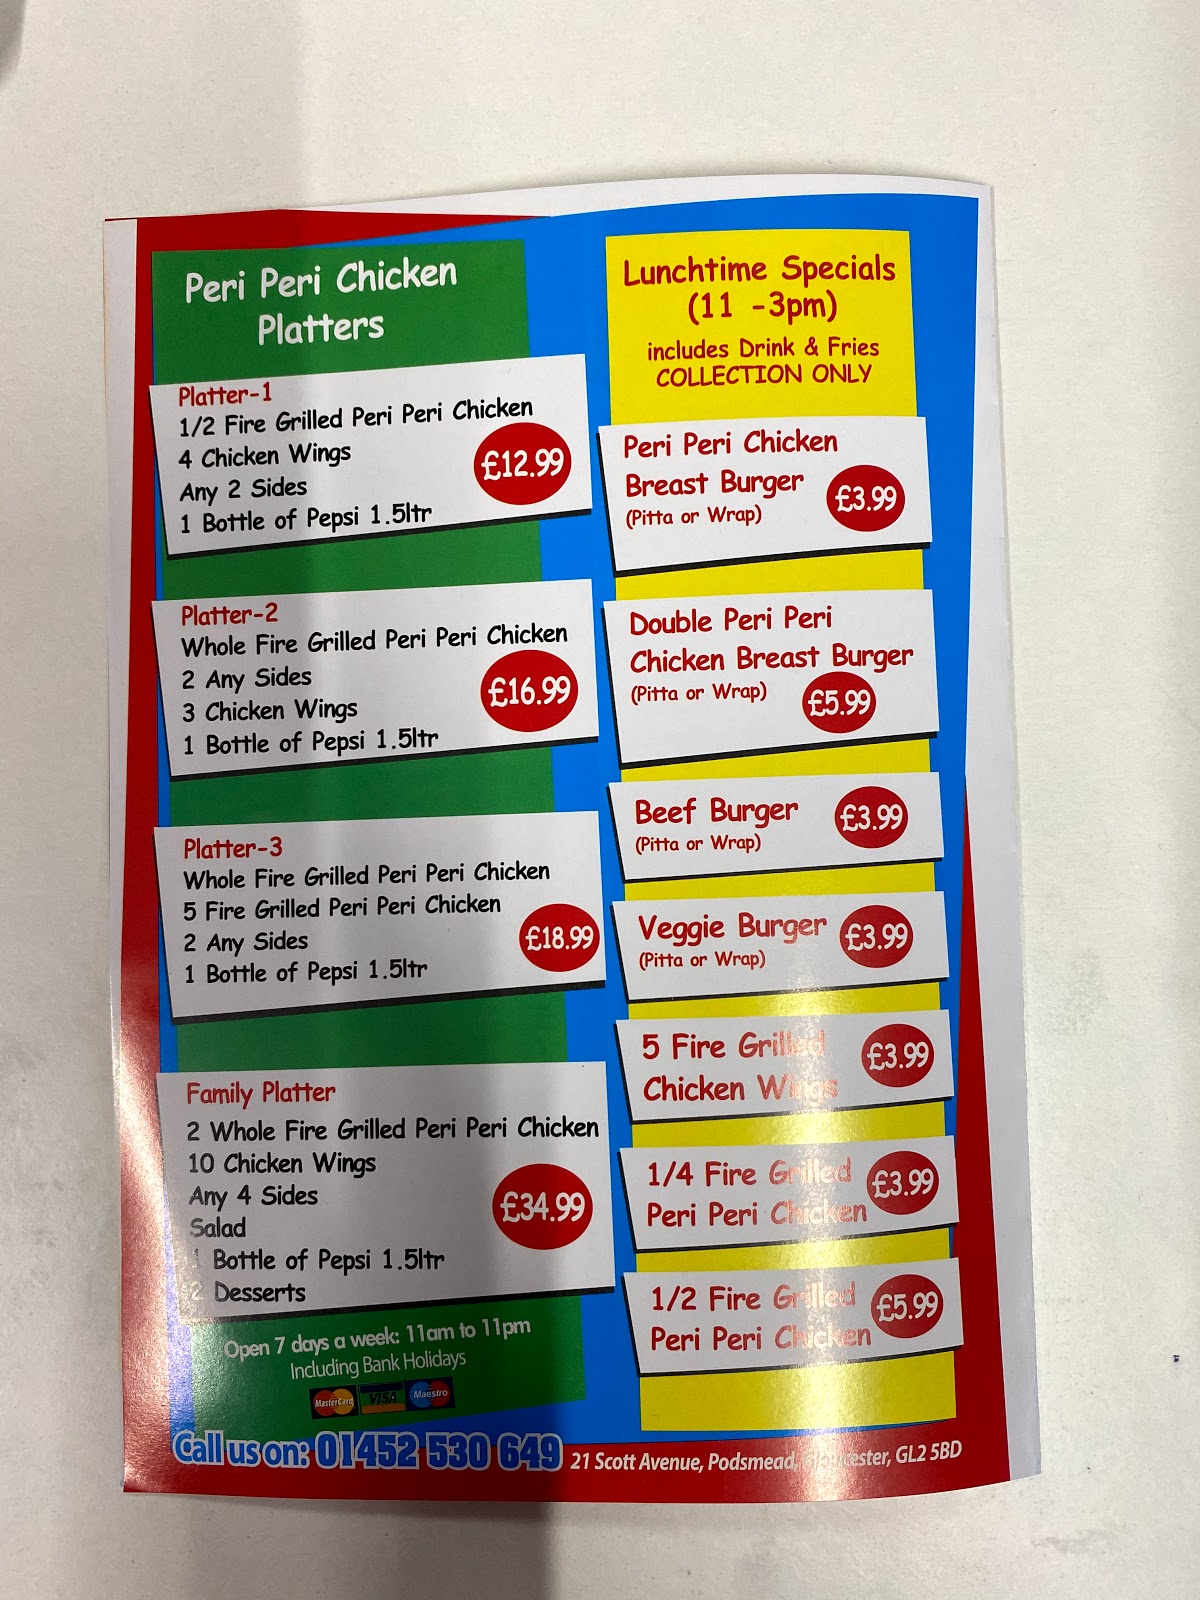 Peri Peri Chicken
Platters
Platter-1
1/2 Fire Grilled Peri Peri Chicken
4 Chicken Wings
Any 2 Sides
1 Bottle of Pepsi 1.5ltr
£12.99
Platter-2
Whole Fire Grilled Peri Peri Chicken
2 Any Sides
3 Chicken Wings
1 Bottle of Pepsi 1.5ltr
£16.99
Platter-3
Whole Fire Grilled Peri Peri Chicken
5 Fire Grilled Peri Peri Chicken
2 Any Sides
1 Bottle of Pepsi 1.5ltr
£18.99
Family Platter
2 Whole Fire Grilled Peri Peri Chicken
10 Chicken Wings
Any 4 Sides
Salad
1 Bottle of Pepsi 1.5ltr
2 Desserts
£34.99
Open 7 days a week: 11am to 11pm
Including Bank Holidays
MasterCard VISA Maestro
Lunchtime Specials
(11 -3pm)
includes Drink & Fries
COLLECTION ONLY
Peri Peri Chicken
Breast Burger
(Pitta or Wrap)
£3.99
Double Peri Peri
Chicken Breast Burger
(Pitta or Wrap)
£5.99
Beef Burger
(Pitta or Wrap)
£3.99
Veggie Burger
(Pitta or Wrap)
£3.99
5 Fire Grilled
Chicken Wings
£3.99
1/4 Fire Grilled
Peri Peri Chicken
£3.99
1/2 Fire Grilled
Peri Peri Chicken
£5.99
Call us on: 01452 530 649
21 Scott Avenue, Podsmead, Gloucester, GL2 5BD